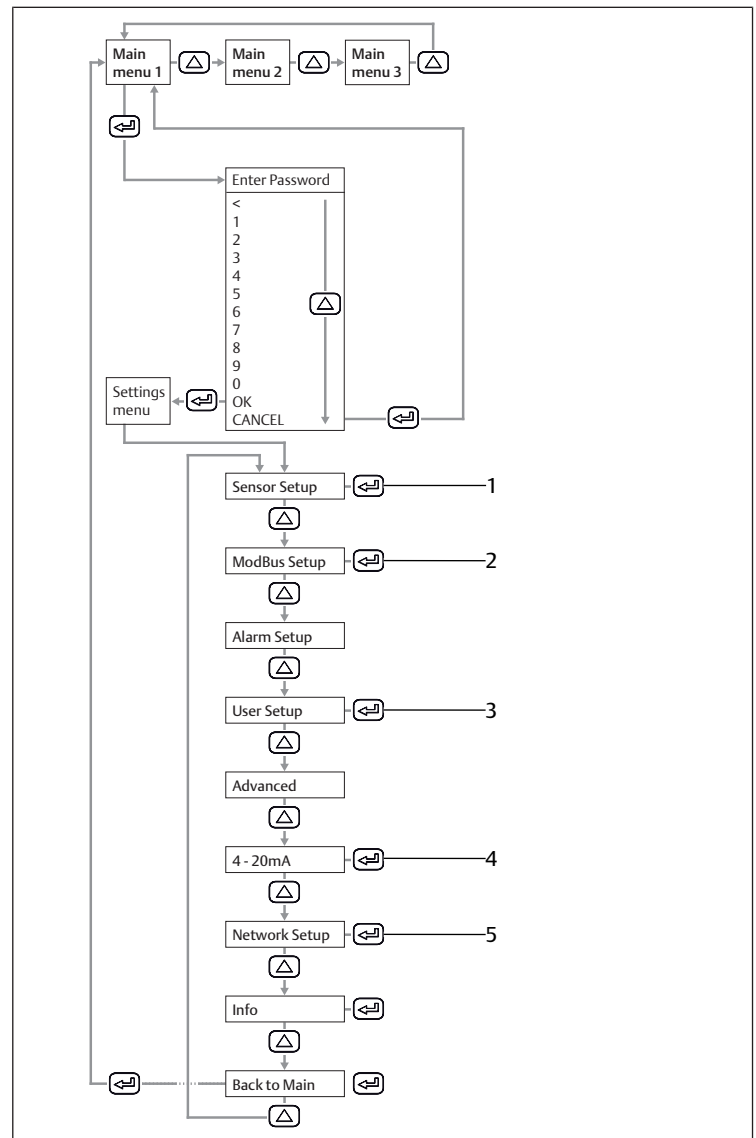 Main
menu 1
Main
menu 2
Main
menu 3
Enter Password
<
1
2
3
4
5
6
7
8
9
0
OK
CANCEL
Settings
menu
Sensor Setup
1
ModBus Setup
2
Alarm Setup
User Setup
3
Advanced
4 - 20mA
4
Network Setup
5
Info
Back to Main